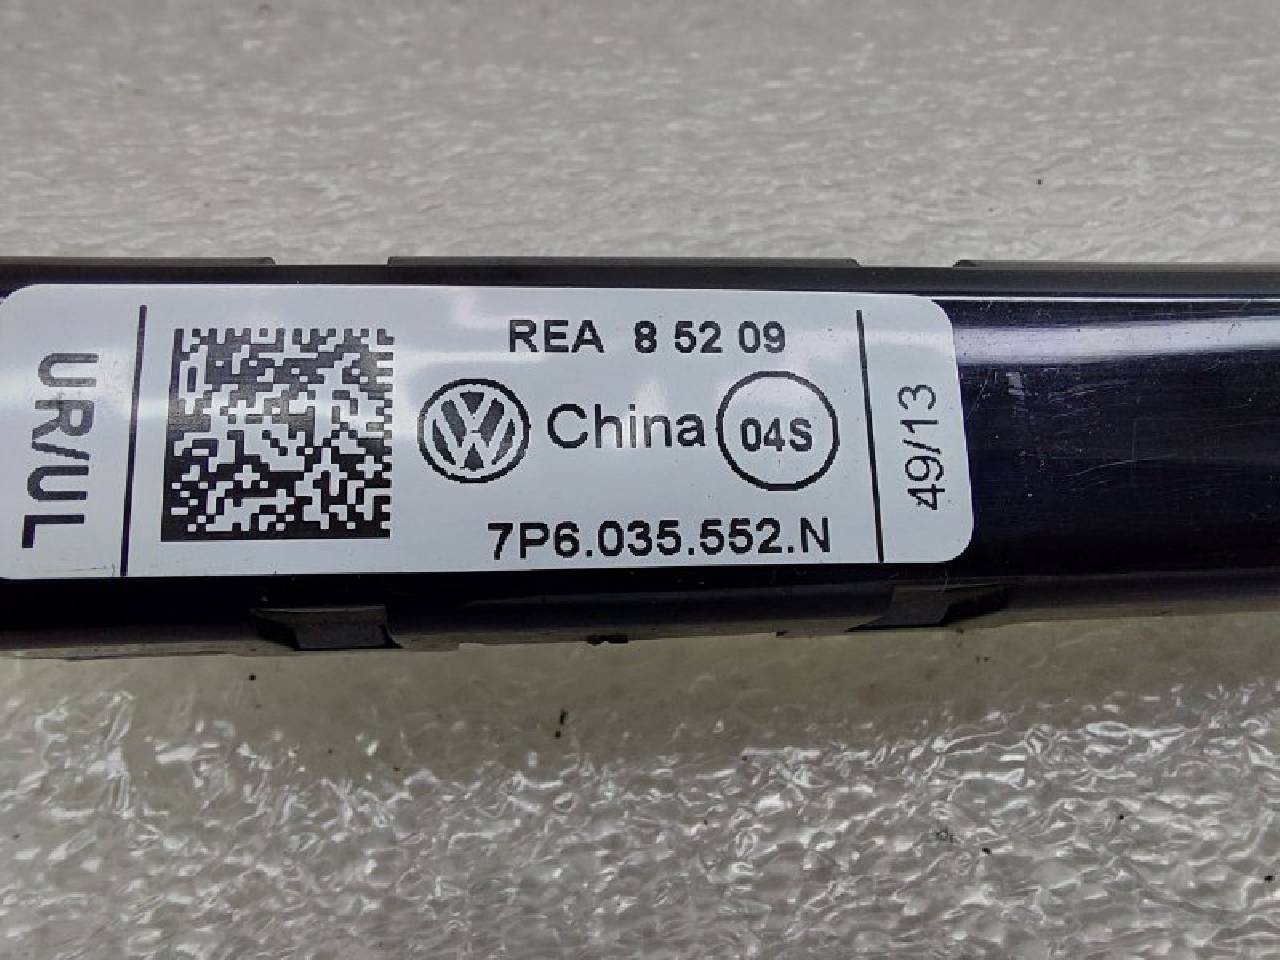 UR/UL
REA 8 52 09
China 04S
7P6.035.552.N
49/13